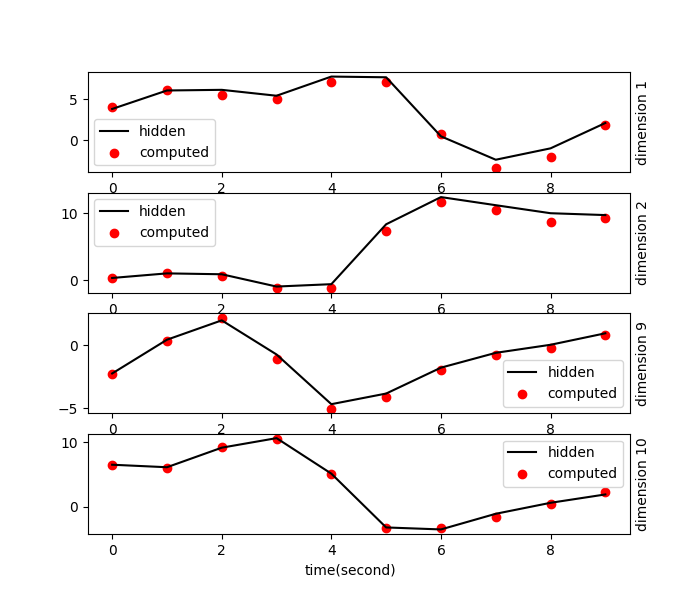 5
0
hidden
computed
dimension 1
0 2 4 6 8
10
0
hidden
computed
dimension 2
0 2 4 6 8
0
−5
hidden
computed
dimension 9
0 2 4 6 8
10
0
hidden
computed
dimension 10
0 2 4 6 8
time(second)